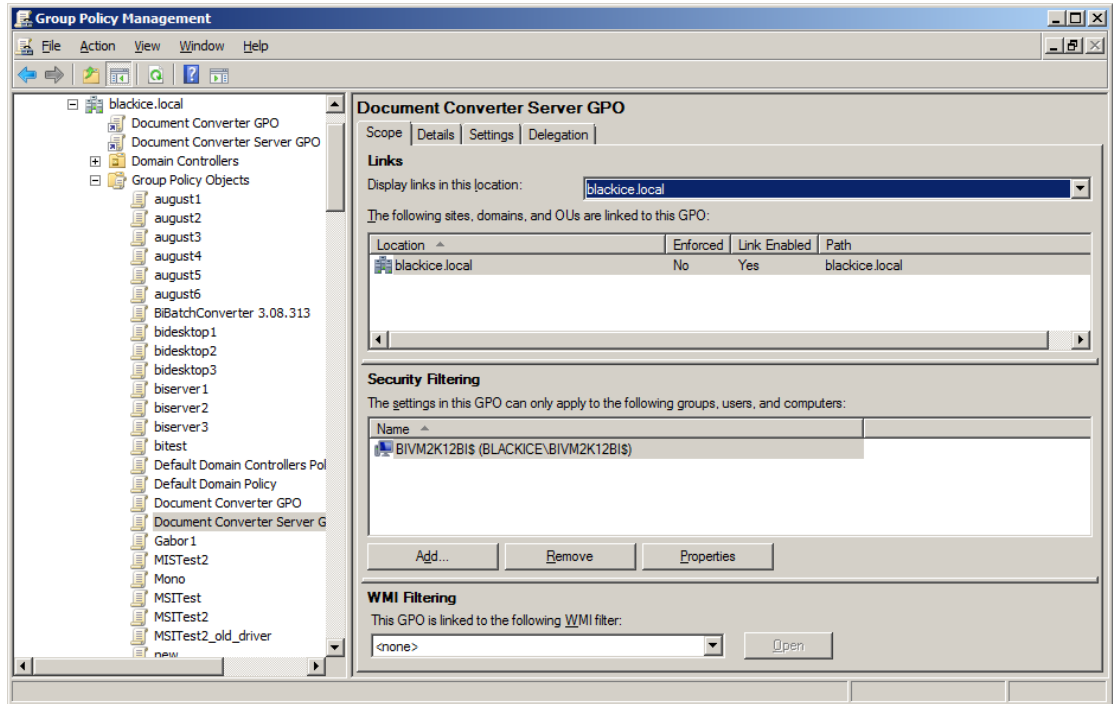 Group Policy Management
File Action View Window Help
blackice.local
Document Converter GPO
Document Converter Server GPO
Domain Controllers
Group Policy Objects
august1
august2
august3
august4
august5
august6
BiBatchConverter 3.08.313
bidesktop1
bidesktop2
bidesktop3
biserver1
biserver2
biserver3
bitest
Default Domain Controllers Pol
Default Domain Policy
Document Converter GPO
Document Converter Server G
Gabor1
MISTest2
Mono
MSITest
MSITest2
MSITest2_old_driver
new
Document Converter Server GPO
Scope Details Settings Delegation
Links
Display links in this location: blackice.local
The following sites, domains, and OUs are linked to this GPO:
Location Enforced Link Enabled Path
blackice.local No Yes blackice.local
Security Filtering
The settings in this GPO can only apply to the following groups, users, and computers:
Name
BIVM2K12BI$ (BLACKICE\BIVM2K12BI$)
Add... Remove Properties
WMI Filtering
This GPO is linked to the following WMI filter:
<none> Open